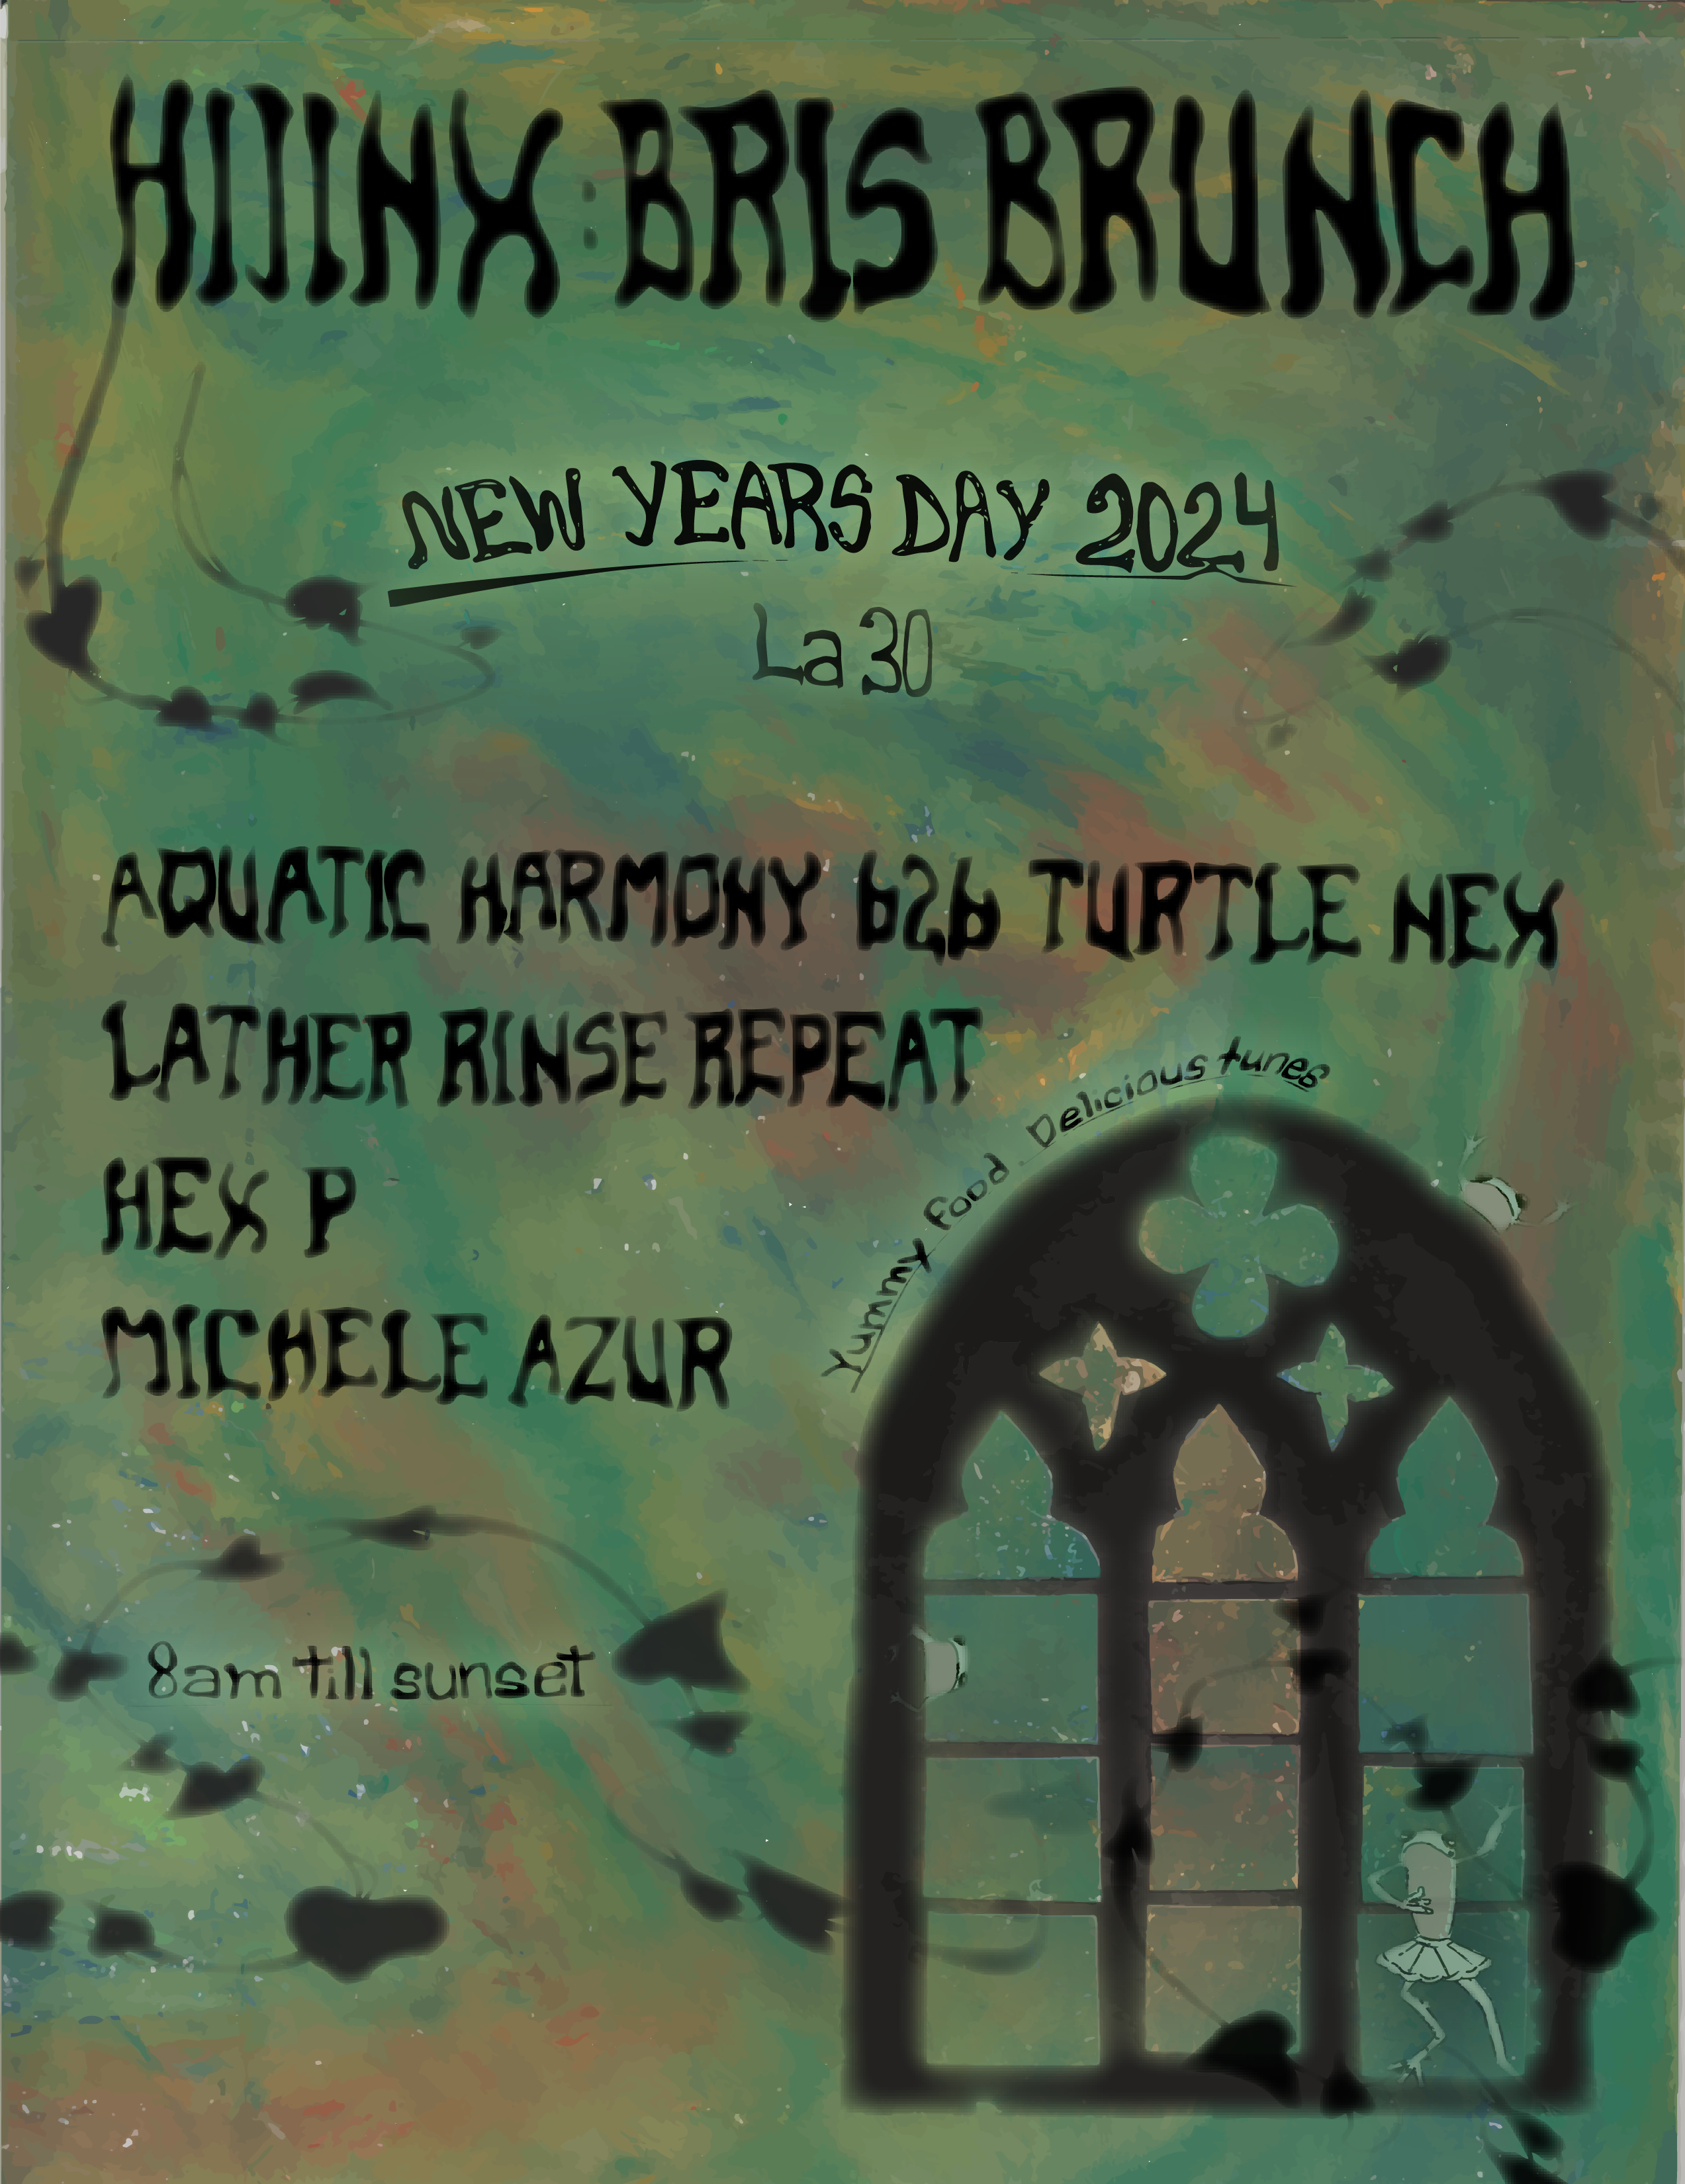 HIJINX : BRIS BRUNCH
NEW YEARS DAY 2024
La 30
AQUATIC HARMONY b2b TURTLE HEX
LATHER RINSE REPEAT
HEX P
MICHELE AZUR
Yummy food . Delicious tunes
8am till sunset